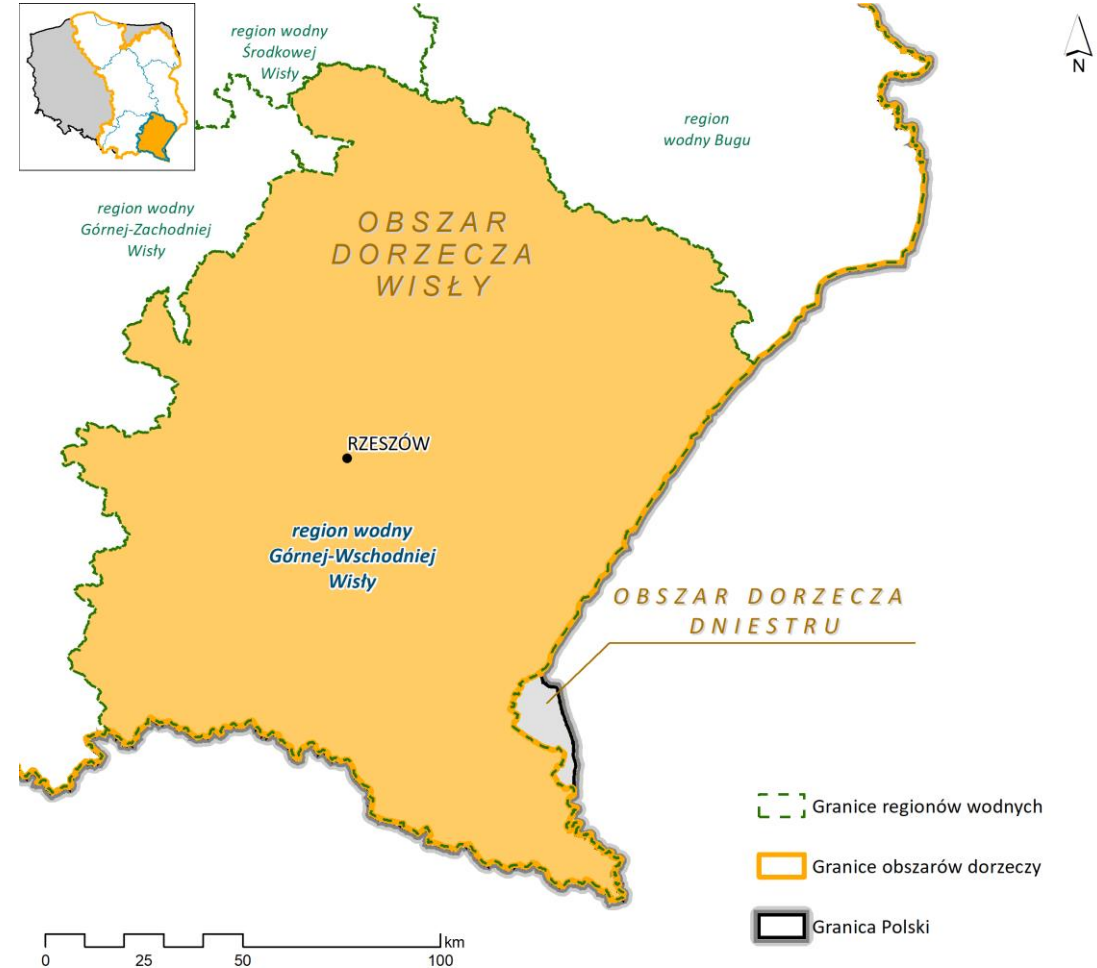 region wodny
Środkowej
Wisły
N
region
wodny Bugu
region wodny
Górnej-Zachodniej
Wisły
OBSZAR
DORZECZA
WISŁY
RZESZÓW
region wodny
Górnej-Wschodniej
Wisły
OBSZAR DORZECZA
DNIESTRU
Granice regionów wodnych
Granice obszarów dorzeczy
Granica Polski
km
0 25 50 100